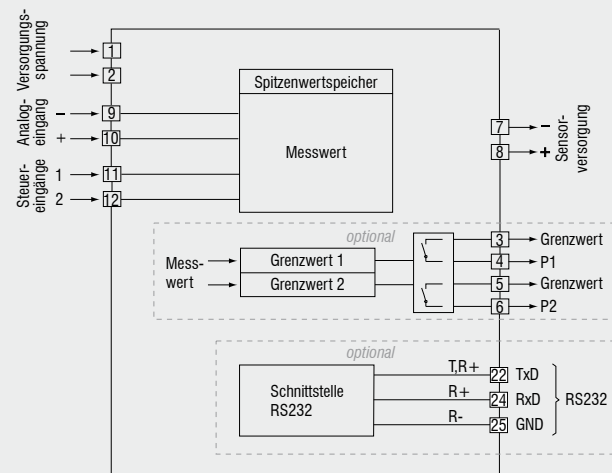 Versorgungs-
spannung
1
2
Analog-
eingang
– 9
+ 10
Steuer-
eingänge
1 11
2 12
Spitzenwertspeicher
Messwert
7 –
8 +
Sensor-
versorgung
optional
Mess-
wert
Grenzwert 1
Grenzwert 2
3 Grenzwert
4 P1
5 Grenzwert
6 P2
optional
Schnittstelle
RS232
T,R+ 22 TxD
R+ 24 RxD
R- 25 GND
RS232